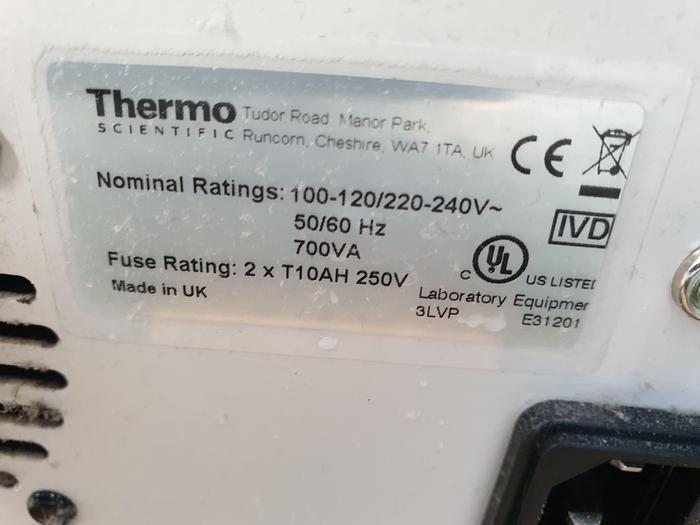 Thermo
SCIENTIFIC
Tudor Road, Manor Park,
Runcorn, Cheshire, WA7 1TA, UK
CE
Nominal Ratings: 100-120/220-240V~
50/60 Hz
700VA
IVD
Fuse Rating: 2 x T10AH 250V
Made in UK
C UL US LISTED
Laboratory Equipmen
3LVP E31201